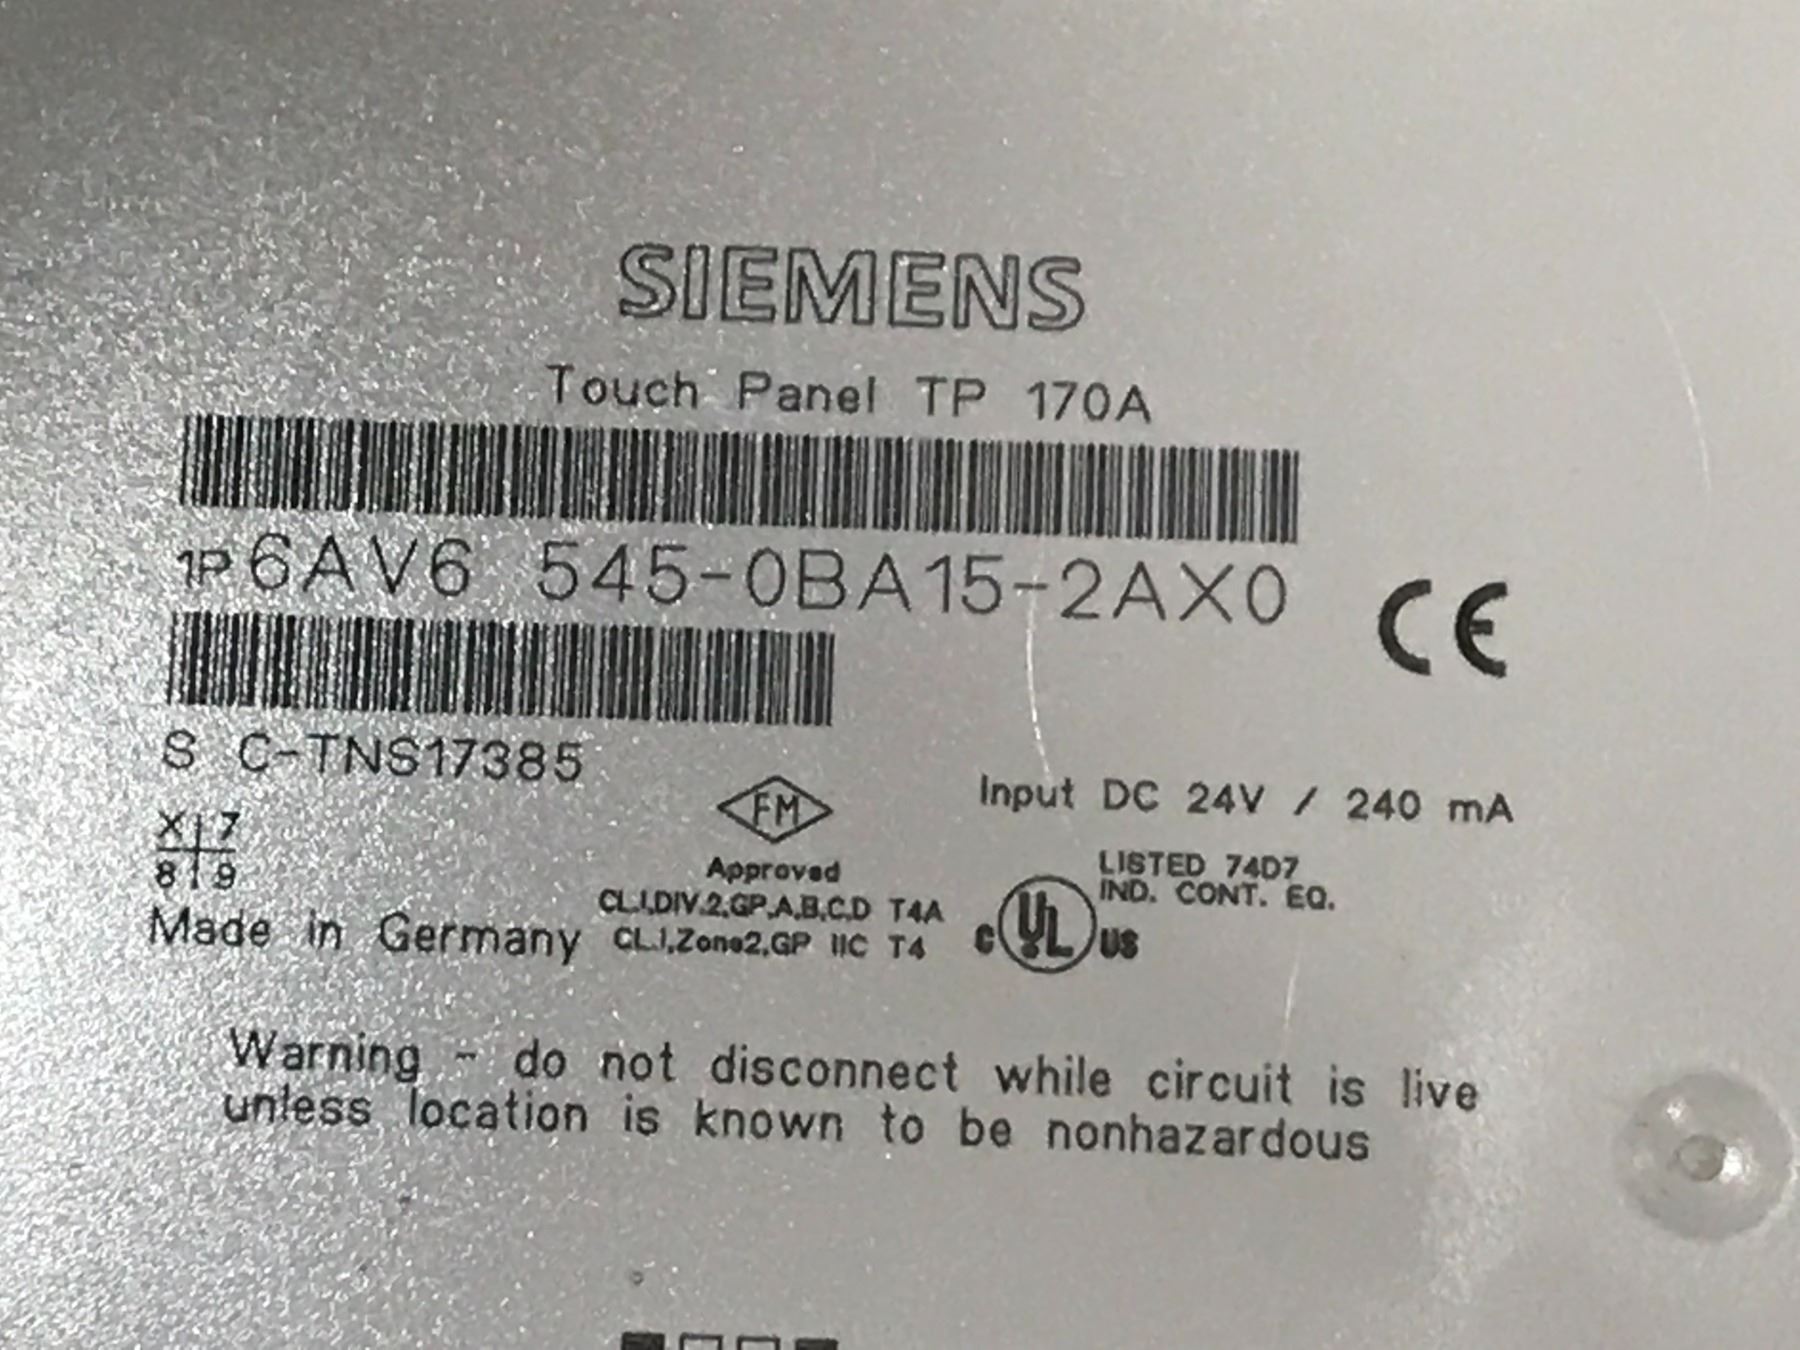 SIEMENS
Touch Panel TP 170A
1P 6AV6 545-0BA15-2AX0
S C-TNS17385
X 7
8 9
Made in Germany
FM
Approved
CL.I,DIV.2,GP.A,B,C,D T4A
CL.I,Zone2,GP IIC T4
CE
Input DC 24V / 240 mA
LISTED 74D7
IND. CONT. EQ.
C UL US
Warning - do not disconnect while circuit is live
unless location is known to be nonhazardous